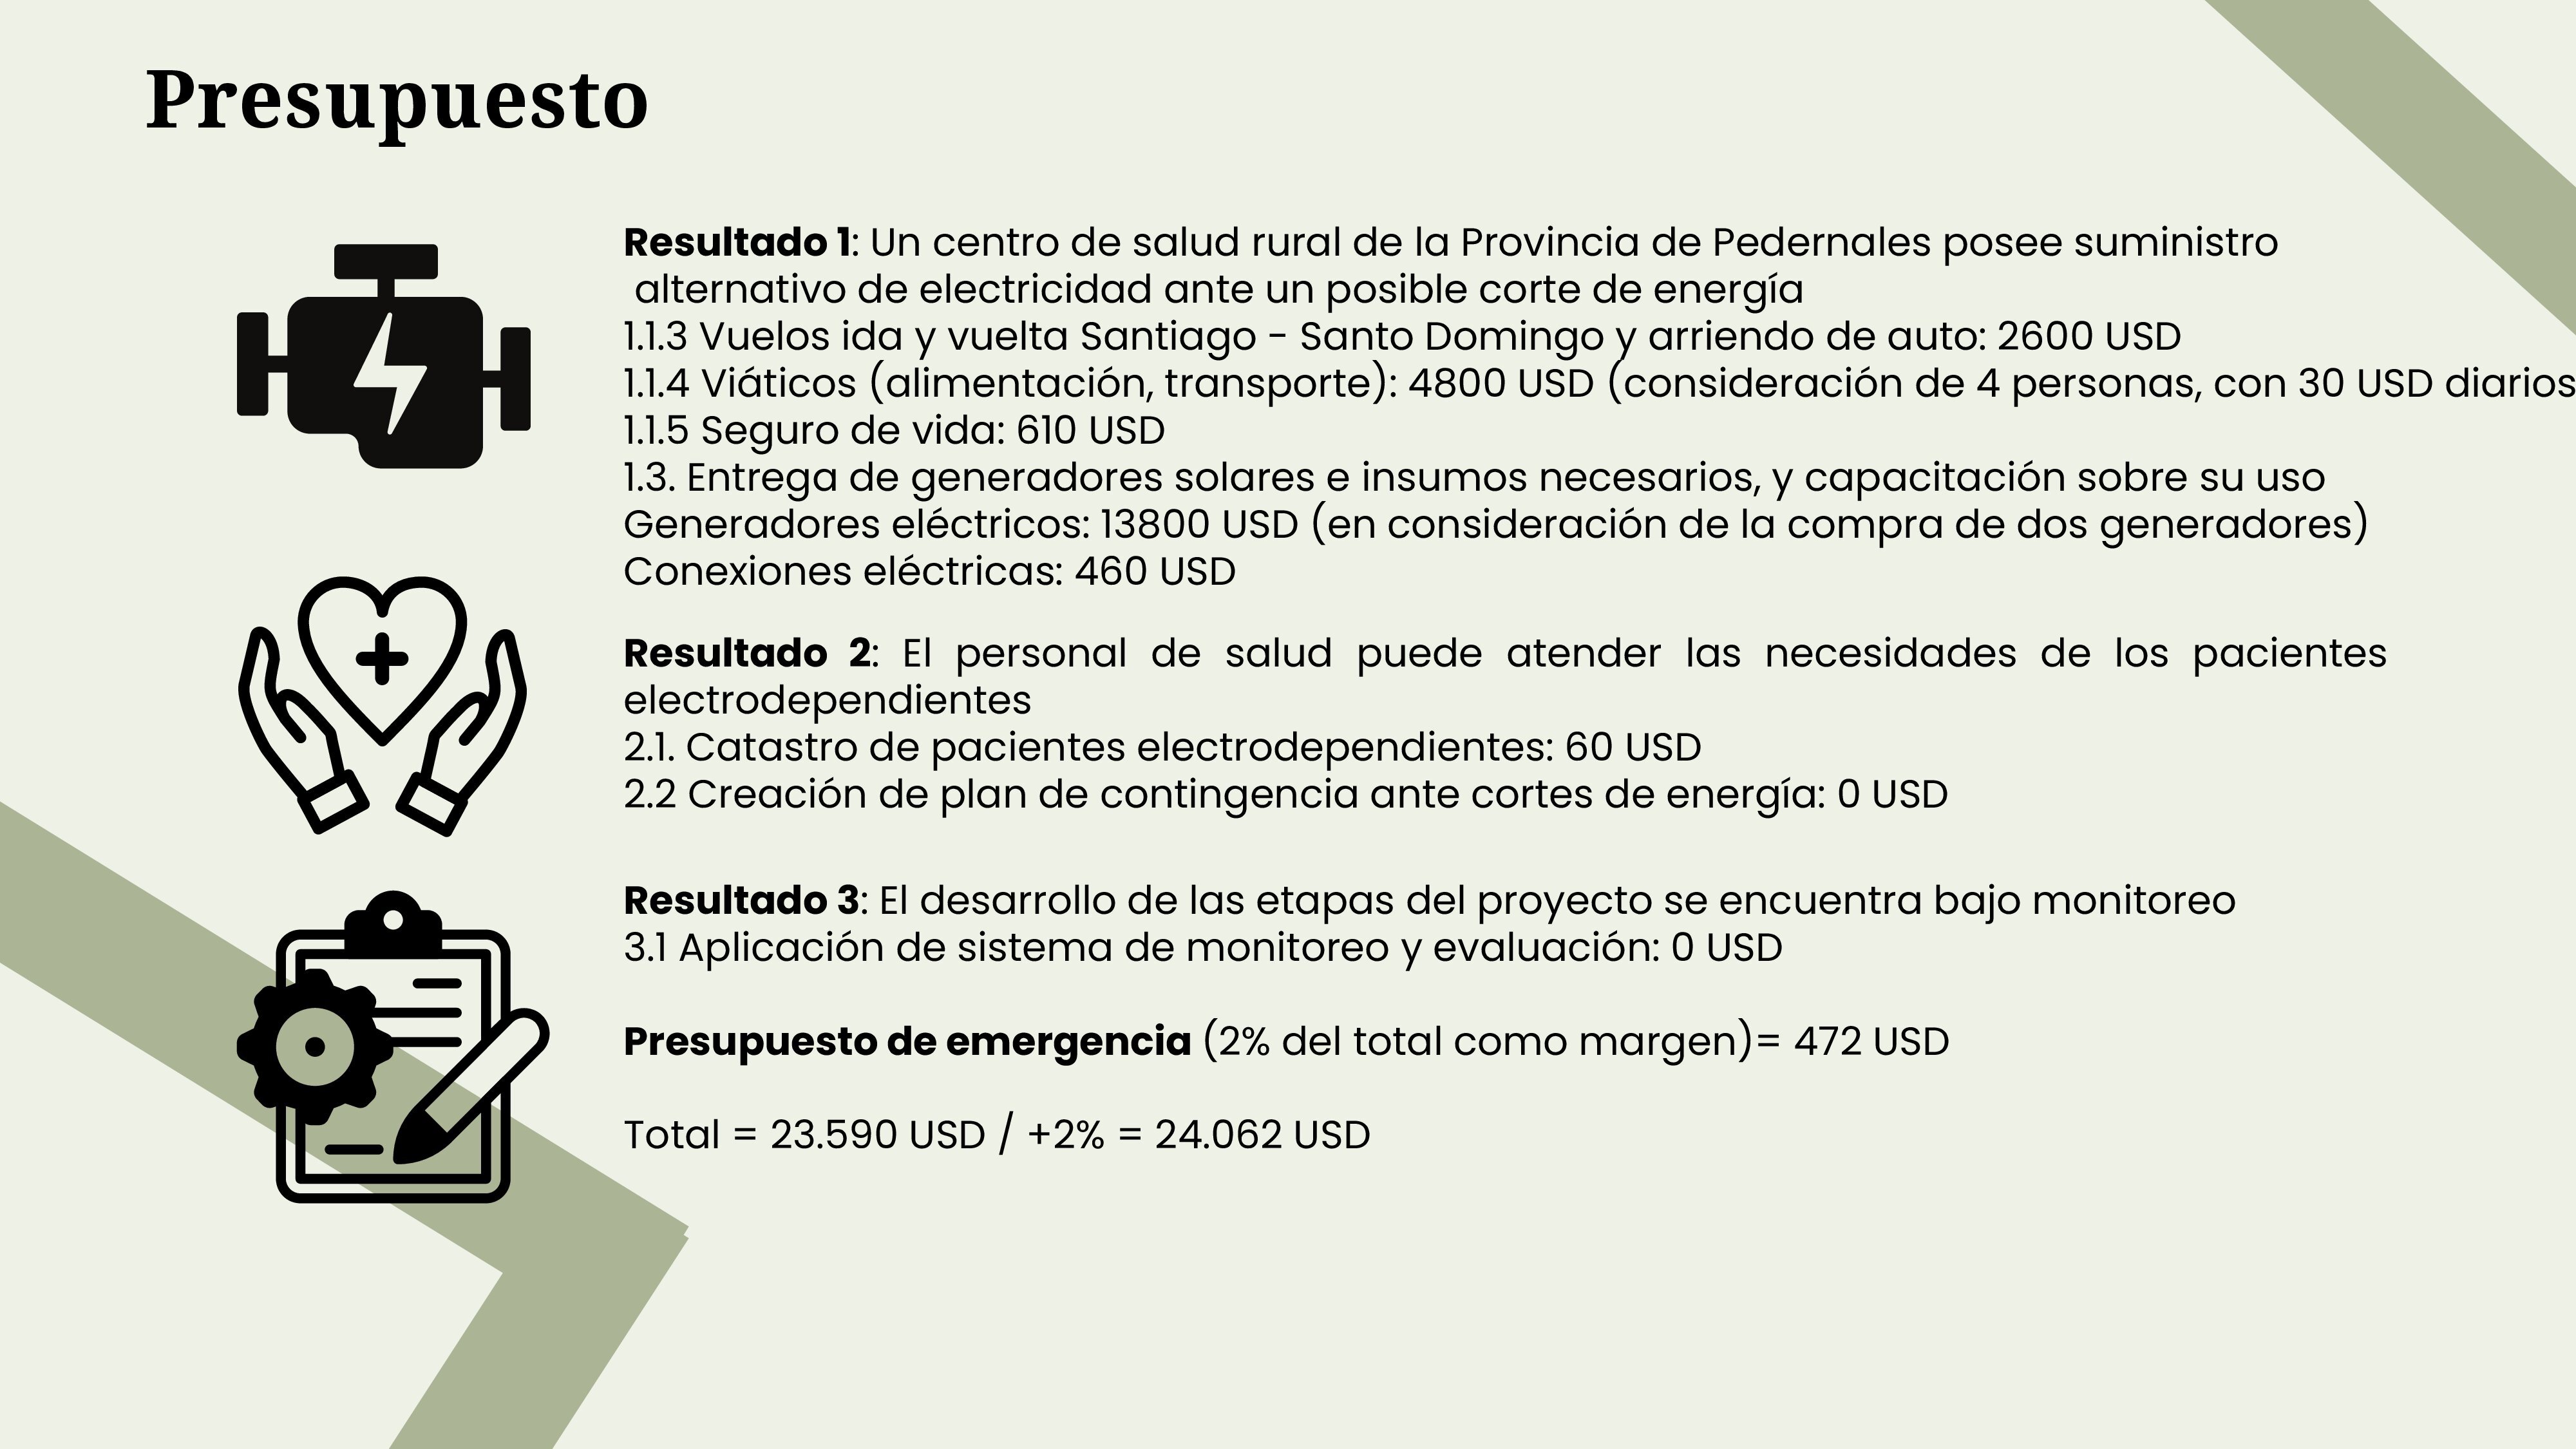 Presupuesto
Resultado 1: Un centro de salud rural de la Provincia de Pedernales posee suministro
alternativo de electricidad ante un posible corte de energía
1.1.3 Vuelos ida y vuelta Santiago - Santo Domingo y arriendo de auto: 2600 USD
1.1.4 Viáticos (alimentación, transporte): 4800 USD (consideración de 4 personas, con 30 USD diarios
1.1.5 Seguro de vida: 610 USD
1.3. Entrega de generadores solares e insumos necesarios, y capacitación sobre su uso
Generadores eléctricos: 13800 USD (en consideración de la compra de dos generadores)
Conexiones eléctricas: 460 USD
Resultado 2: El personal de salud puede atender las necesidades de los pacientes
electrodependientes
2.1. Catastro de pacientes electrodependientes: 60 USD
2.2 Creación de plan de contingencia ante cortes de energía: 0 USD
Resultado 3: El desarrollo de las etapas del proyecto se encuentra bajo monitoreo
3.1 Aplicación de sistema de monitoreo y evaluación: 0 USD
Presupuesto de emergencia (2% del total como margen)= 472 USD
Total = 23.590 USD / +2% = 24.062 USD